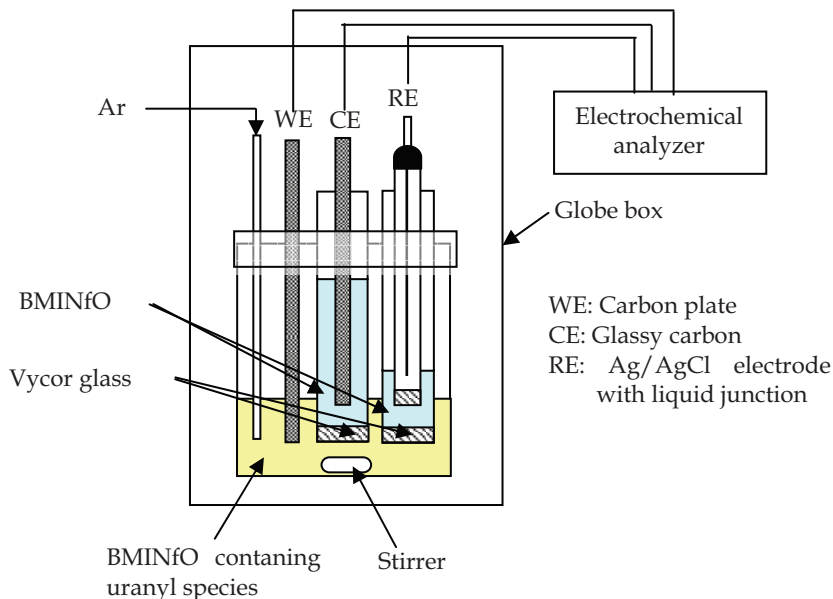 Ar
WE
CE
RE
Electrochemical
analyzer
Globe box
BMINfO
Vycor glass
WE: Carbon plate
CE: Glassy carbon
RE: Ag/AgCl electrode
with liquid junction
BMINfO contaning
uranyl species
Stirrer